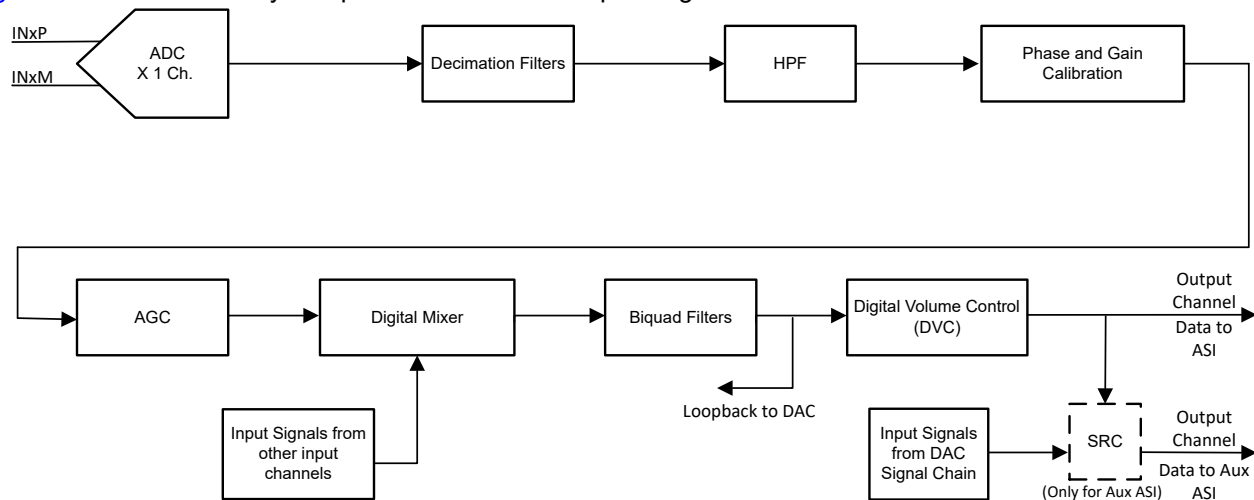 INxP
INxM
ADC
X 1 Ch.
Decimation Filters
HPF
Phase and Gain
Calibration
AGC
Digital Mixer
Biquad Filters
Digital Volume Control
(DVC)
Output
Channel
Data to
ASI
Loopback to DAC
Input Signals from
other input
channels
Input Signals
from DAC
Signal Chain
SRC
(Only for Aux ASI)
Output
Channel
Data to Aux
ASI